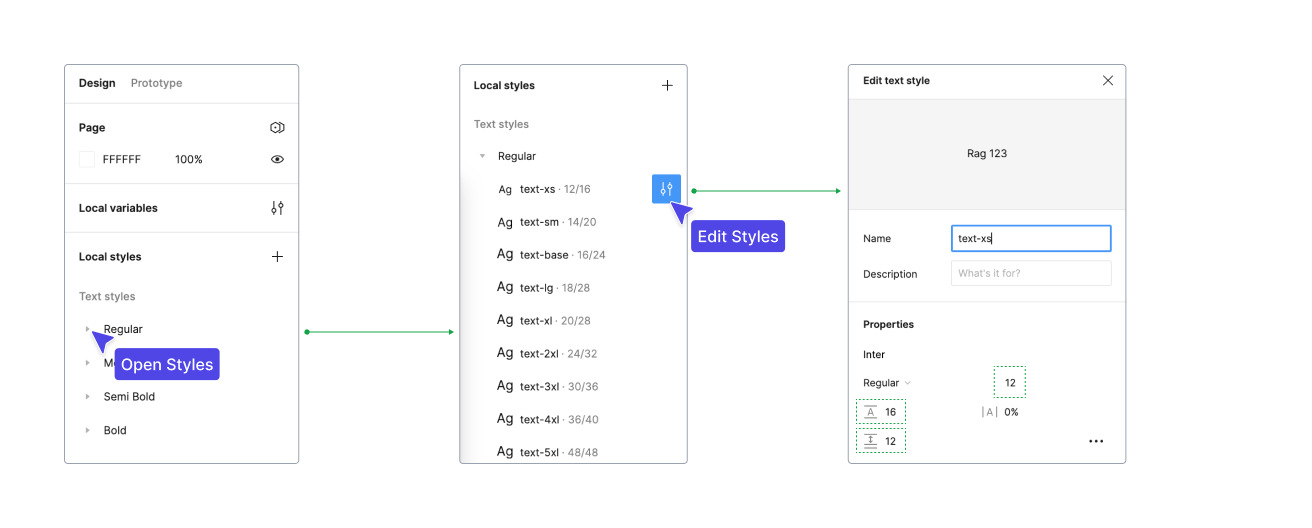 Design Prototype
Page
FFFFFF 100%
Local variables
Local styles
Text styles
Regular
Open Styles
Semi Bold
Bold
Local styles
Text styles
Regular
Ag text-xs · 12/16
Ag text-sm · 14/20
Ag text-base · 16/24
Ag text-lg · 18/28
Ag text-xl · 20/28
Ag text-2xl · 24/32
Ag text-3xl · 30/36
Ag text-4xl · 36/40
Ag text-5xl · 48/48
Edit Styles
Edit text style
Rag 123
Name text-xs
Description What's it for?
Properties
Inter
Regular 12
A 16 |A| 0%
12